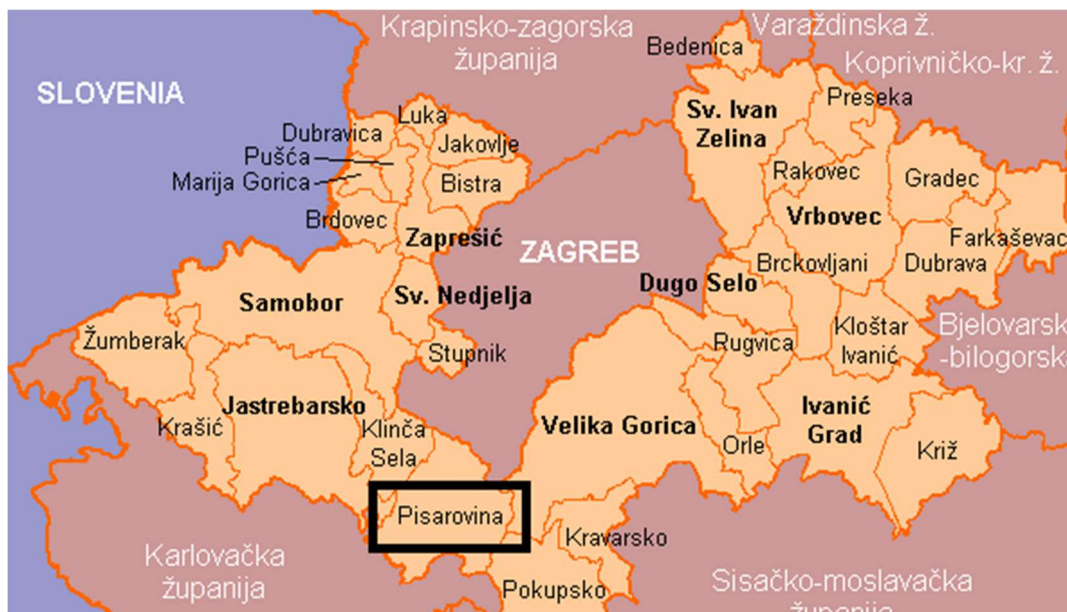 Krapinsko-zagorska
županija
Varaždinska ž.
Bedenica
Koprivničko-kr. ž.
SLOVENIA
Preseka
Luka
Sv. Ivan
Zelina
Dubravica
Jakovlje
Pušća
Marija Gorica
Bistra
Rakovec
Gradec
Brdovec
Vrbovec
Zaprešić
Farkaševac
ZAGREB
Brckovljani
Dubrava
Dugo Selo
Samobor
Sv. Nedjelja
Žumberak
Stupnik
Rugvica
Kloštar
Ivanić
Bjelovarsk
-bilogorska
Jastrebarsko
Krašić
Klinča
Sela
Velika Gorica
Ivanić
Grad
Orle
Križ
Pisarovina
Kravarsko
Karlovačka
županija
Pokupsko
Sisačko-moslavačka
županija